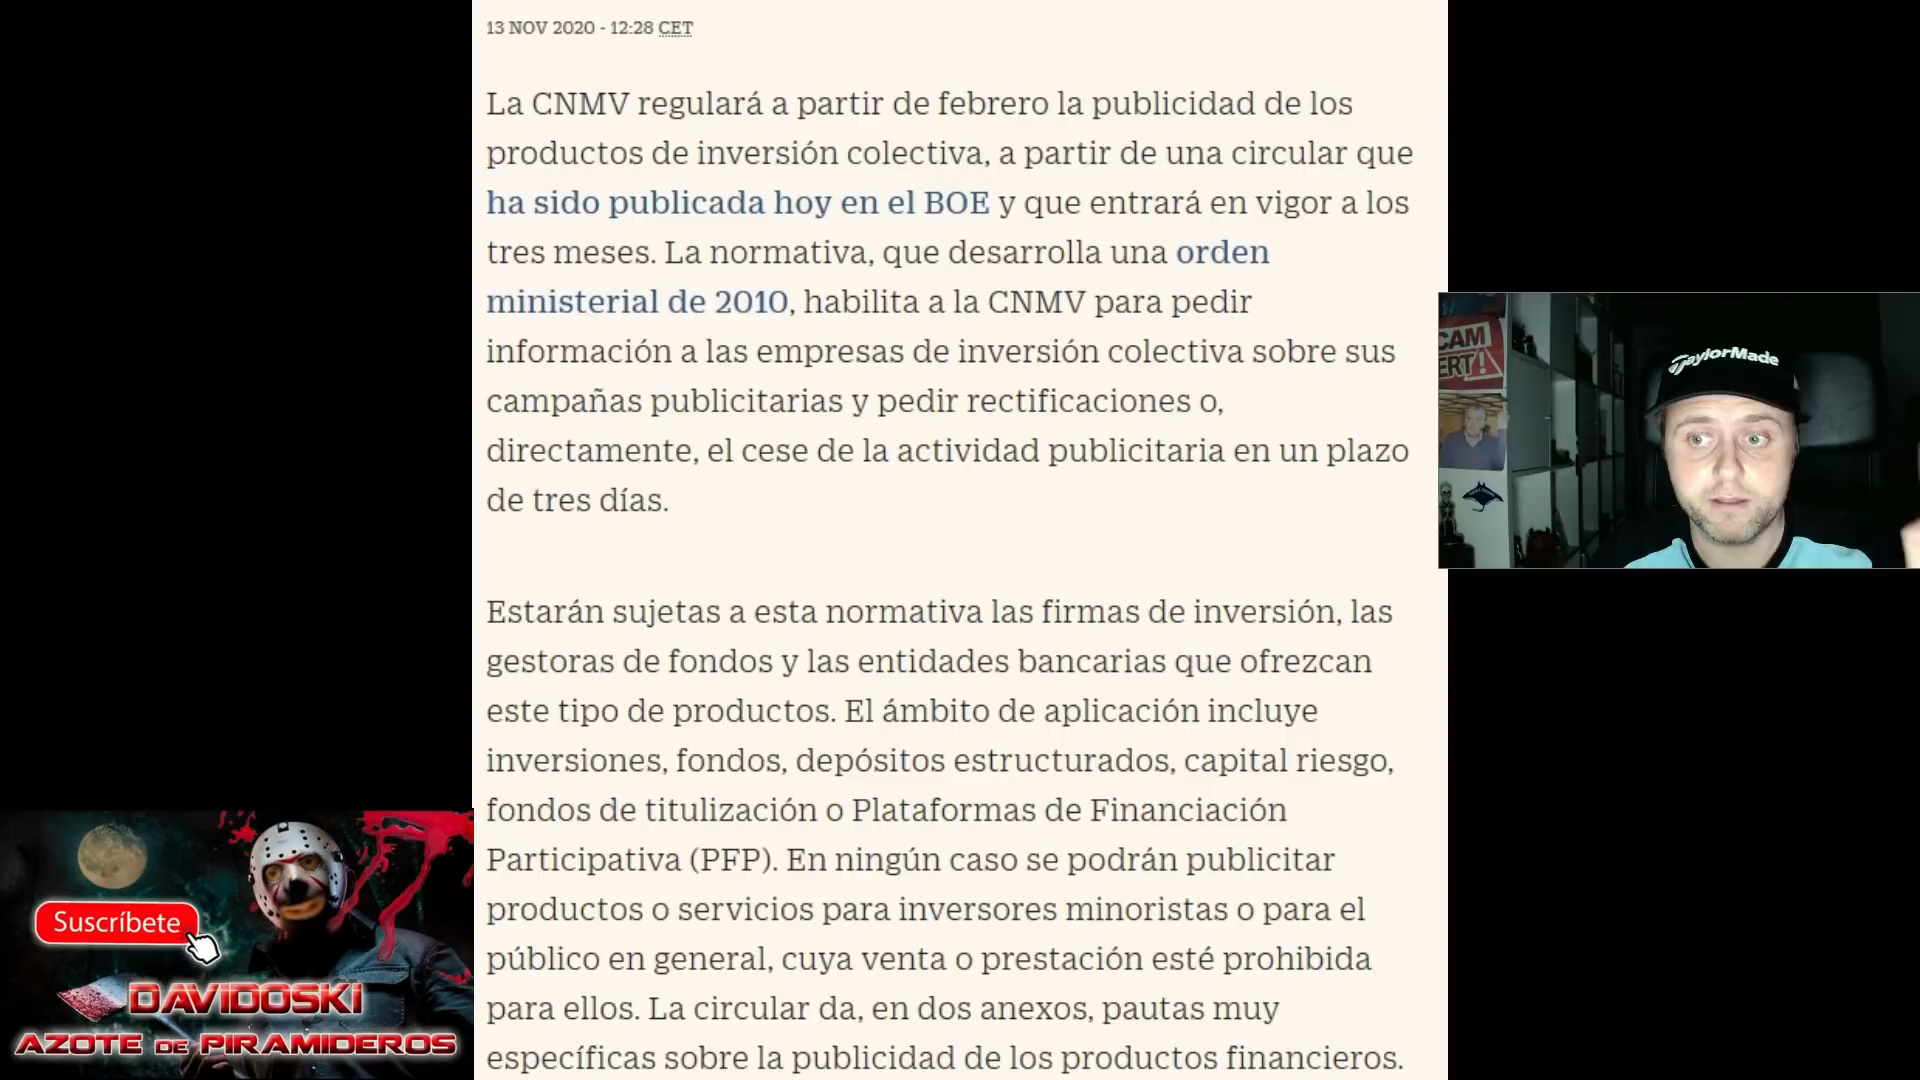 13 NOV 2020 - 12:28 CET
La CNMV regulará a partir de febrero la publicidad de los
productos de inversión colectiva, a partir de una circular que
ha sido publicada hoy en el BOE y que entrará en vigor a los
tres meses. La normativa, que desarrolla una orden
ministerial de 2010, habilita a la CNMV para pedir
información a las empresas de inversión colectiva sobre sus
campañas publicitarias y pedir rectificaciones o,
directamente, el cese de la actividad publicitaria en un plazo
de tres días.
Estarán sujetas a esta normativa las firmas de inversión, las
gestoras de fondos y las entidades bancarias que ofrezcan
este tipo de productos. El ámbito de aplicación incluye
inversiones, fondos, depósitos estructurados, capital riesgo,
fondos de titulización o Plataformas de Financiación
Participativa (PFP). En ningún caso se podrán publicitar
productos o servicios para inversores minoristas o para el
público en general, cuya venta o prestación esté prohibida
para ellos. La circular da, en dos anexos, pautas muy
específicas sobre la publicidad de los productos financieros.
CAM
ERT!
TaylorMade
Suscríbete
DAVIDOSKI
AZOTE DE PIRAMIDEROS